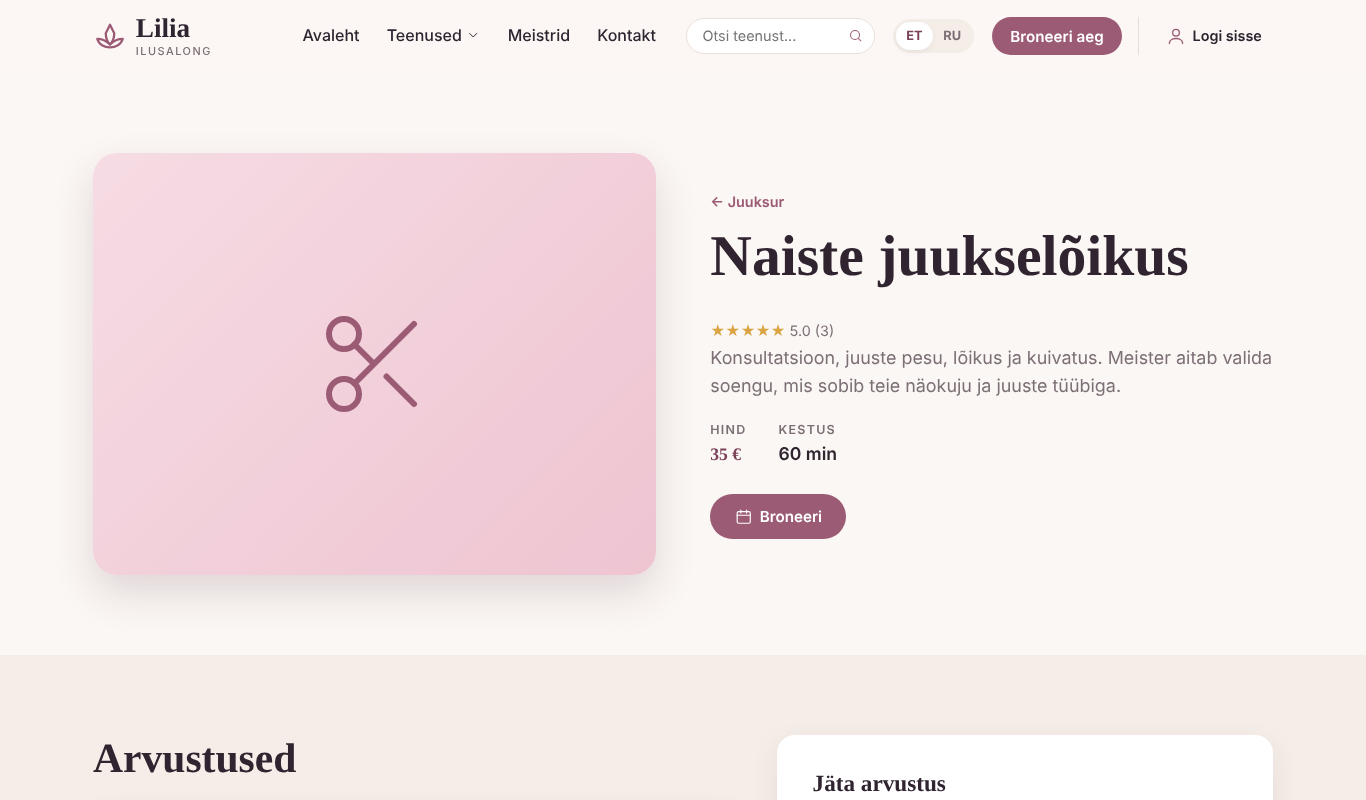 Lilia
ILUSALONG
Avaleht
Teenused
Meistrid
Kontakt
Otsi teenust...
ET
RU
Broneeri aeg
Logi sisse
← Juuksur
Naiste juukselõikus
★★★★★ 5.0 (3)
Konsultatsioon, juuste pesu, lõikus ja kuivatus. Meister aitab valida
soengu, mis sobib teie näokuju ja juuste tüübiga.
HIND
35 €
KESTUS
60 min
Broneeri
Arvustused
Jäta arvustus